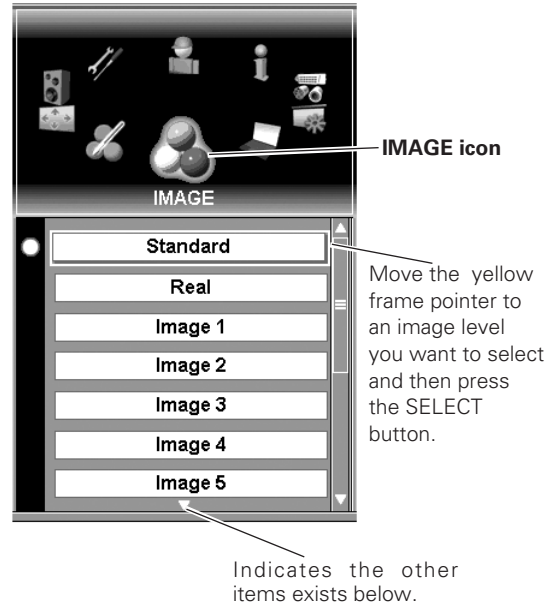 IMAGE icon
IMAGE
Standard
Real
Image 1
Image 2
Image 3
Image 4
Image 5
Move the yellow
frame pointer to
an image level
you want to select
and then press
the SELECT
button.
Indicates the other
items exists below.